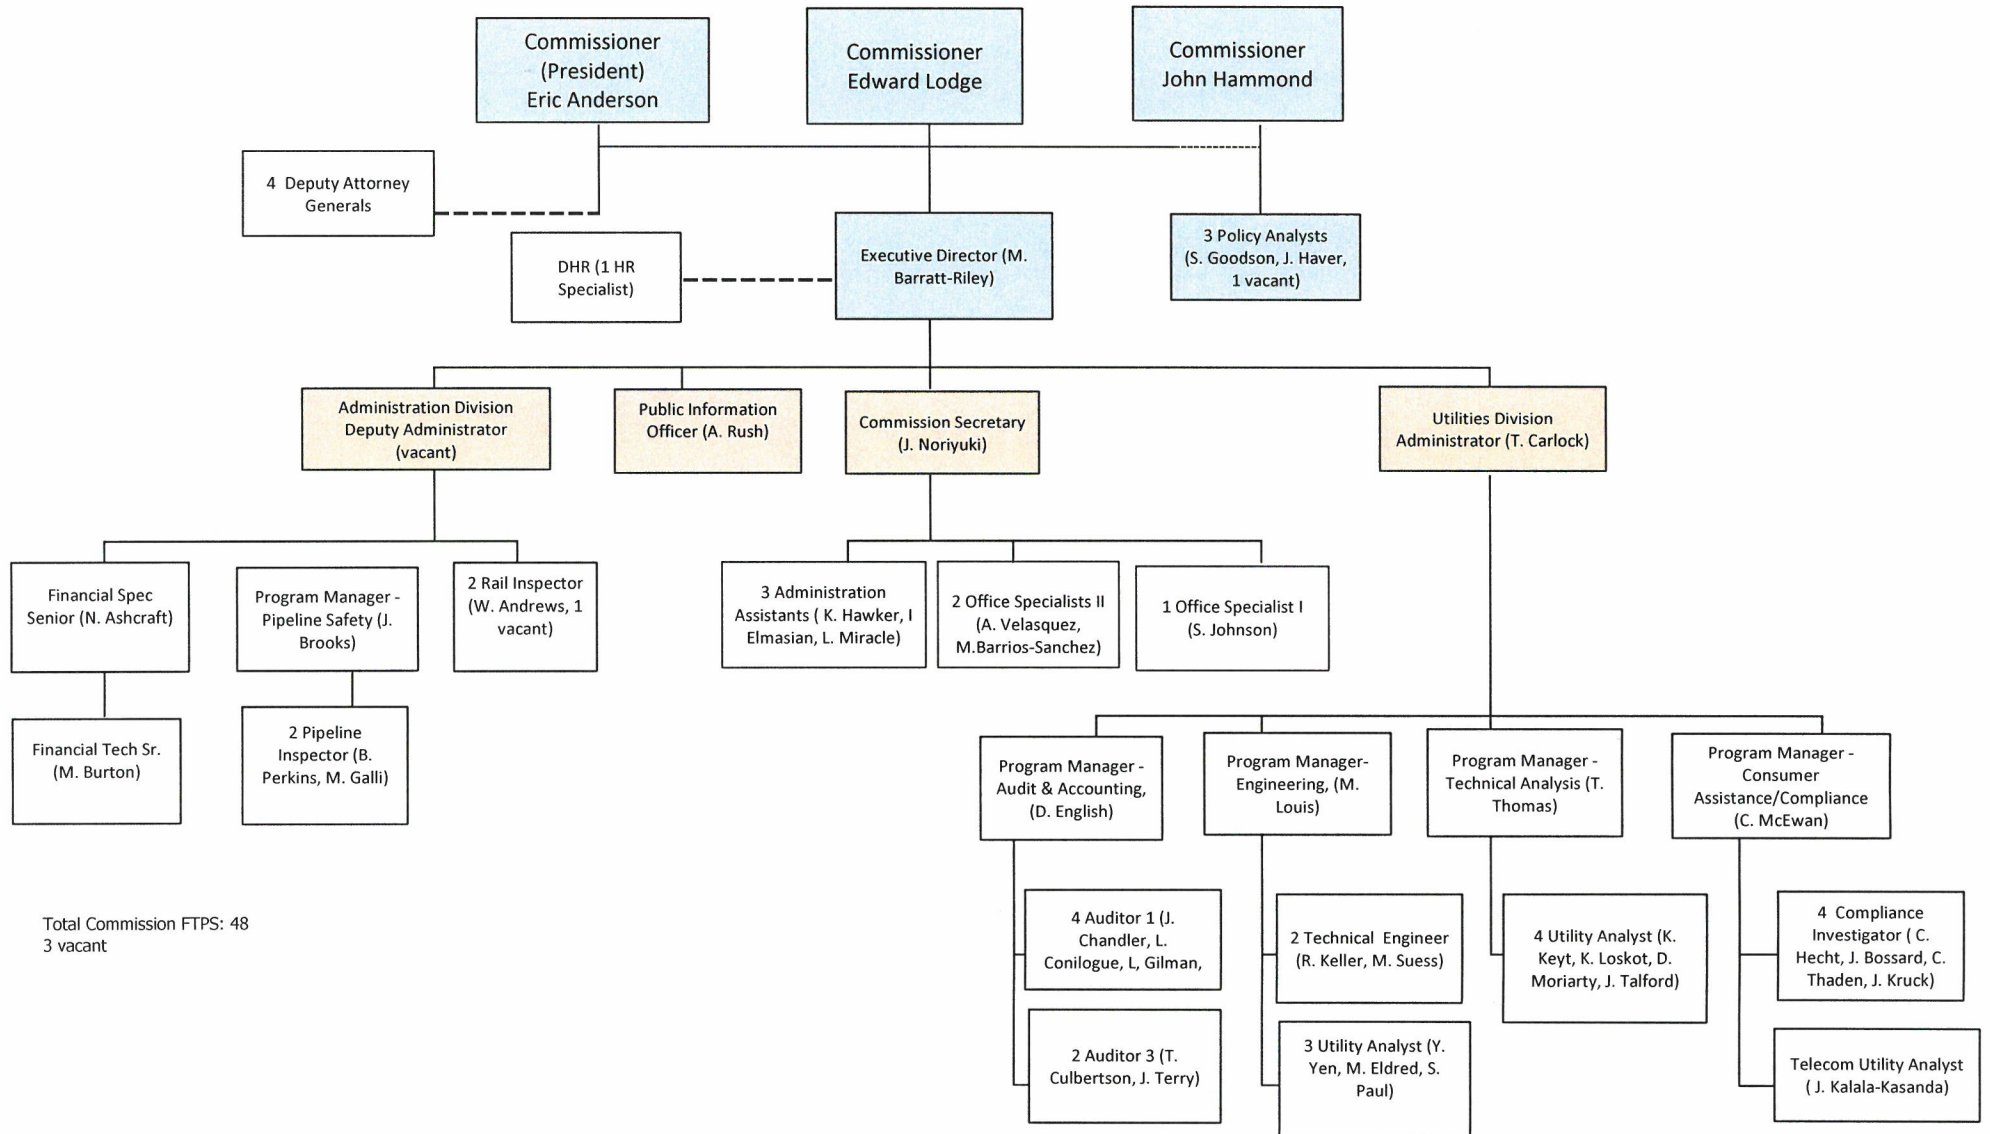 Commissioner
(President)
Eric Anderson
Commissioner
Edward Lodge
Commissioner
John Hammond
4 Deputy Attorney
Generals
DHR (1 HR
Specialist)
Executive Director (M.
Barratt-Riley)
3 Policy Analysts
(S. Goodson, J. Haver,
1 vacant)
Administration Division
Deputy Administrator
(vacant)
Public Information
Officer (A. Rush)
Commission Secretary
(J. Noriyuki)
Utilities Division
Administrator (T. Carlock)
Financial Spec
Senior (N. Ashcraft)
Program Manager -
Pipeline Safety (J.
Brooks)
2 Rail Inspector
(W. Andrews, 1
vacant)
3 Administration
Assistants ( K. Hawker, I
Elmasian, L. Miracle)
2 Office Specialists II
(A. Velasquez,
M.Barrios-Sanchez)
1 Office Specialist I
(S. Johnson)
Financial Tech Sr.
(M. Burton)
2 Pipeline
Inspector (B.
Perkins, M. Galli)
Program Manager -
Audit & Accounting,
(D. English)
Program Manager-
Engineering, (M.
Louis)
Program Manager -
Technical Analysis (T.
Thomas)
Program Manager -
Consumer
Assistance/Compliance
(C. McEwan)
4 Auditor 1 (J.
Chandler, L.
Conilogue, L, Gilman,
2 Technical Engineer
(R. Keller, M. Suess)
4 Utility Analyst (K.
Keyt, K. Loskot, D.
Moriarty, J. Talford)
4 Compliance
Investigator ( C.
Hecht, J. Bossard, C.
Thaden, J. Kruck)
2 Auditor 3 (T.
Culbertson, J. Terry)
3 Utility Analyst (Y.
Yen, M. Eldred, S.
Paul)
Telecom Utility Analyst
( J. Kalala-Kasanda)
Total Commission FTPS: 48
3 vacant